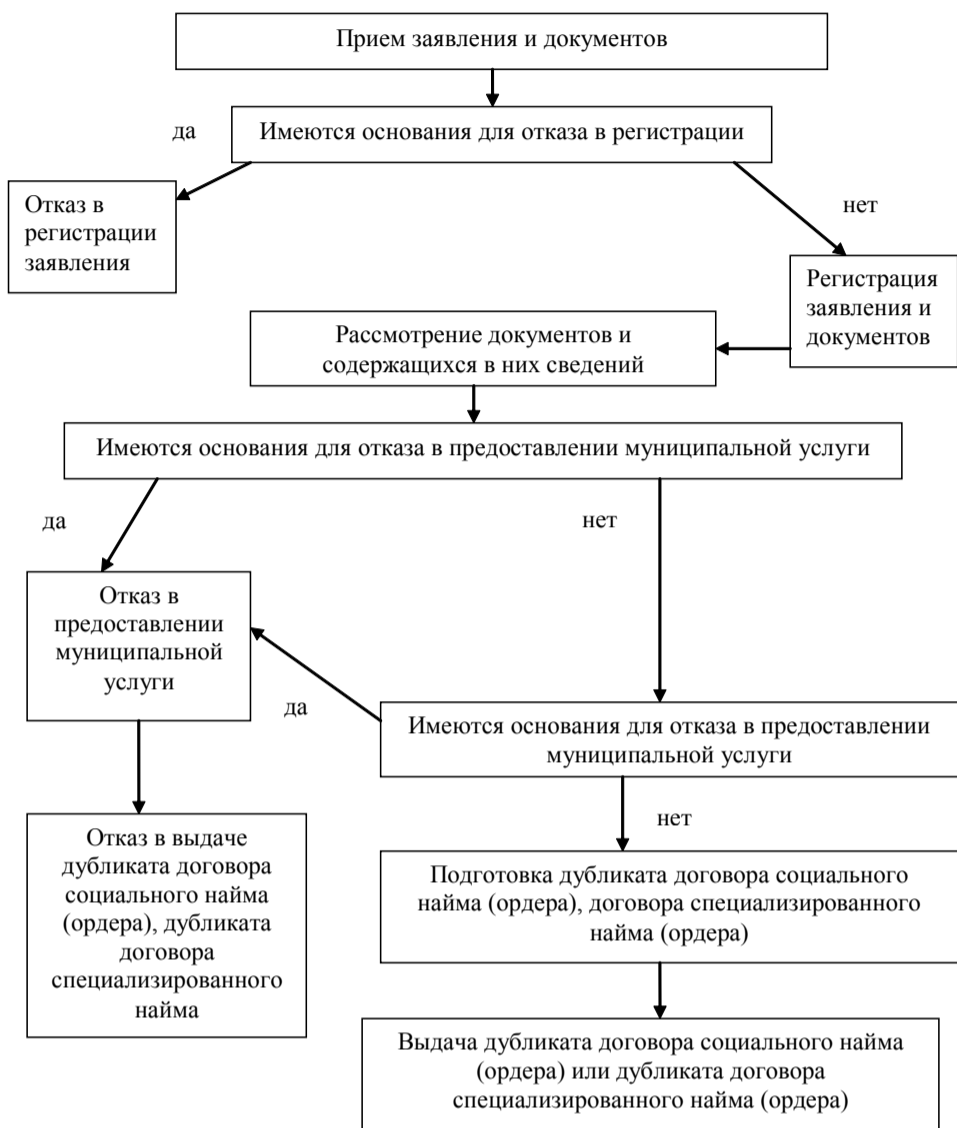 Прием заявления и документов
да
Имеются основания для отказа в регистрации
Отказ в
регистрации
заявления
нет
Регистрация
заявления и
документов
Рассмотрение документов и
содержащихся в них сведений
Имеются основания для отказа в предоставлении муниципальной услуги
да
нет
Отказ в
предоставлении
муниципальной
услуги
да
Имеются основания для отказа в предоставлении
муниципальной услуги
нет
Отказ в выдаче
дубликата договора
социального найма
(ордера), дубликата
договора
специализированного
найма
Подготовка дубликата договора социального
найма (ордера), договора специализированного
найма (ордера)
Выдача дубликата договора социального найма
(ордера) или дубликата договора
специализированного найма (ордера)